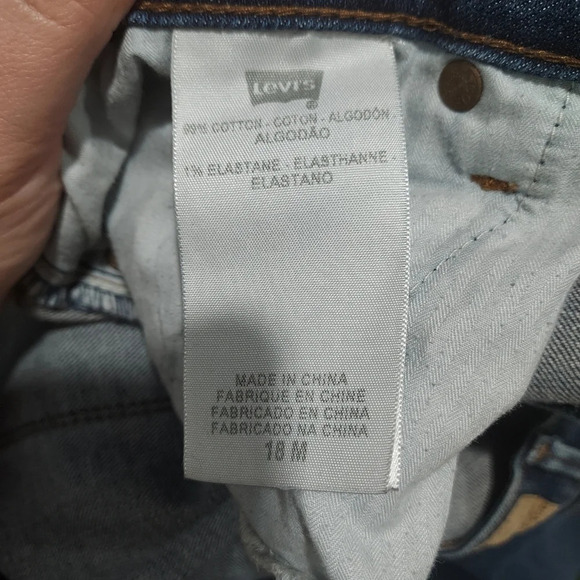 Levi's
®
99% COTTON - COTON - ALGODÓN -
ALGODÃO
1% ELASTANE - ELASTHANNE -
ELASTANO
MADE IN CHINA
FABRIQUE EN CHINE
FABRICADO EN CHINA
FABRICADO NA CHINA
18 M